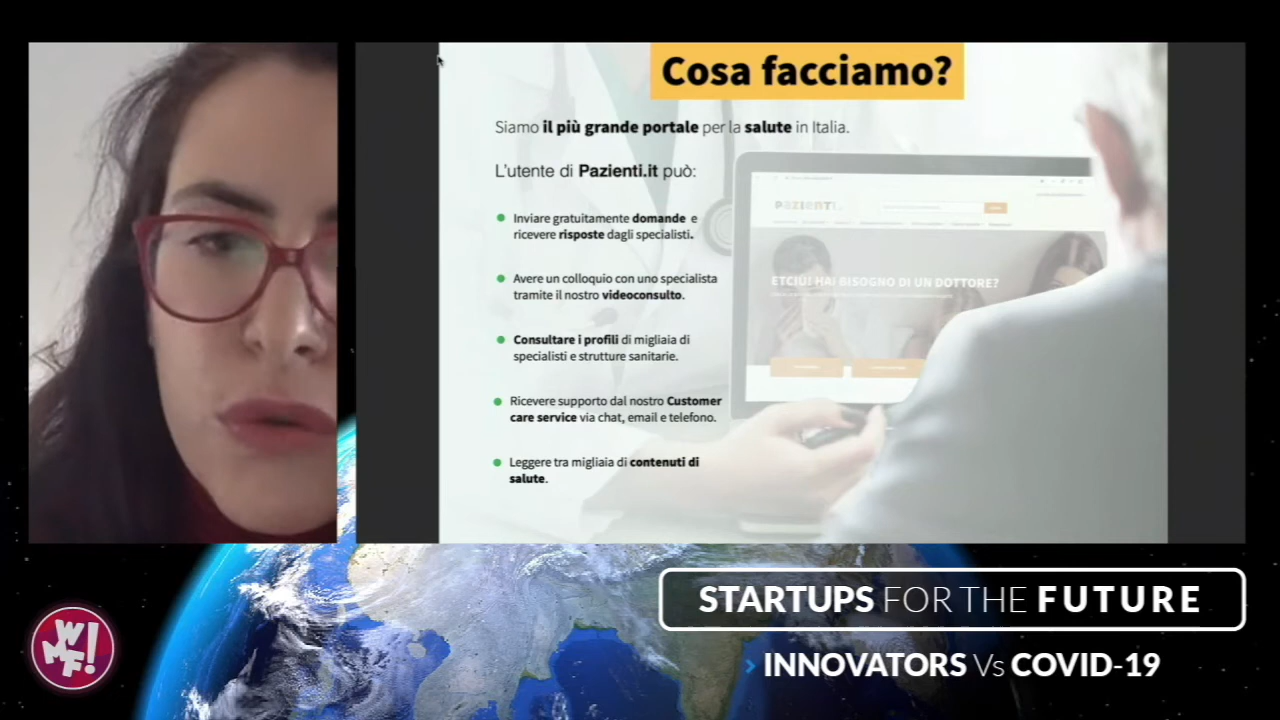 Cosa facciamo?
Siamo il più grande portale per la salute in Italia.
L'utente di Pazienti.it può:
Inviare gratuitamente domande e
ricevere risposte dagli specialisti.
Avere un colloquio con uno specialista
tramite il nostro videoconsulto.
Consultare i profili di migliaia di
specialisti e strutture sanitarie.
Ricevere supporto dal nostro Customer
care service via chat, email e telefono.
Leggere tra migliaia di contenuti di
salute.
PAZIENTI.
ETCIÙ! HAI BISOGNO DI UN DOTTORE?
STARTUPS FOR THE FUTURE
> INNOVATORS Vs COVID-19
WMF!